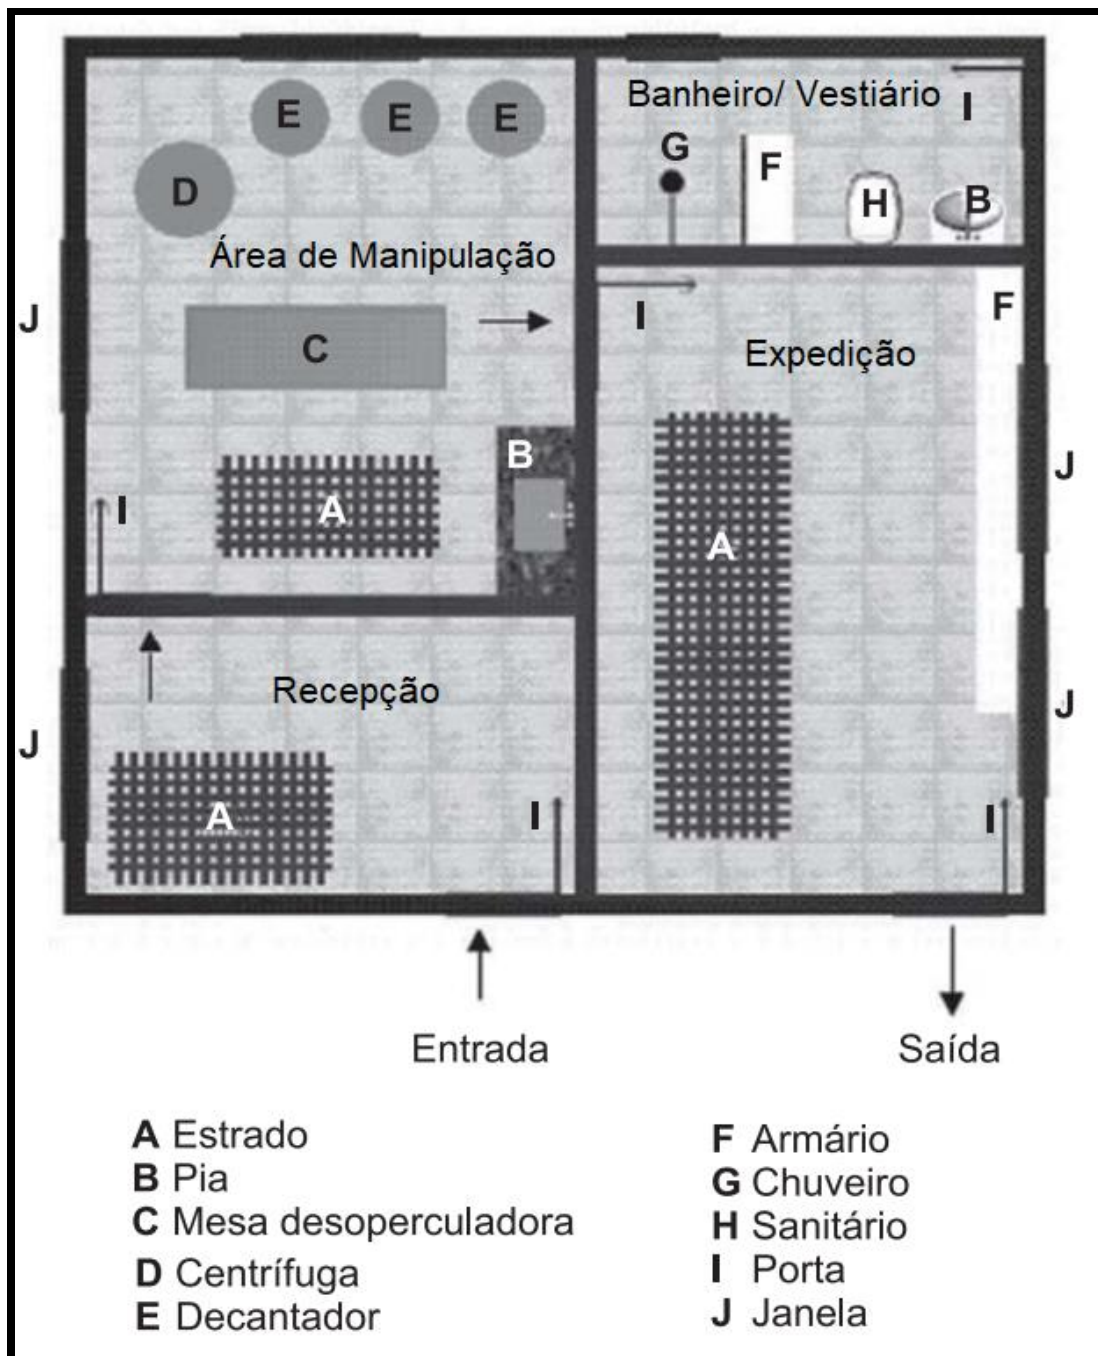 E E E
Banheiro/ Vestiário
I
G
F
D
H
B
Área de Manipulação
J
I
F
C
Expedição
B
J
I
A
A
Recepção
J
J
A
I
I
Entrada
Saída
A Estrado
B Pia
C Mesa desoperculadora
D Centrífuga
E Decantador
F Armário
G Chuveiro
H Sanitário
I Porta
J Janela